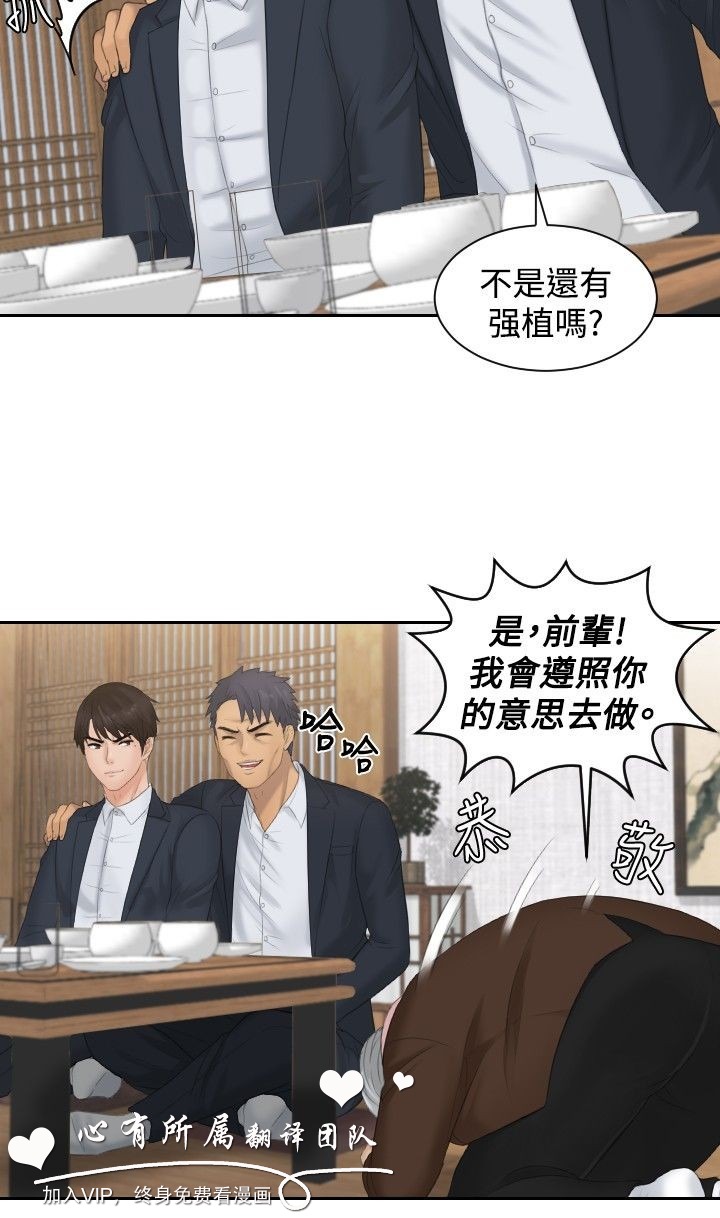 抓
不是還有
强植嗎?
是,前輩!
我會遵照你
的意思去做。
哈
哈
恭
敬
心有所属翻译团队
加入VIP，终身免费看漫画